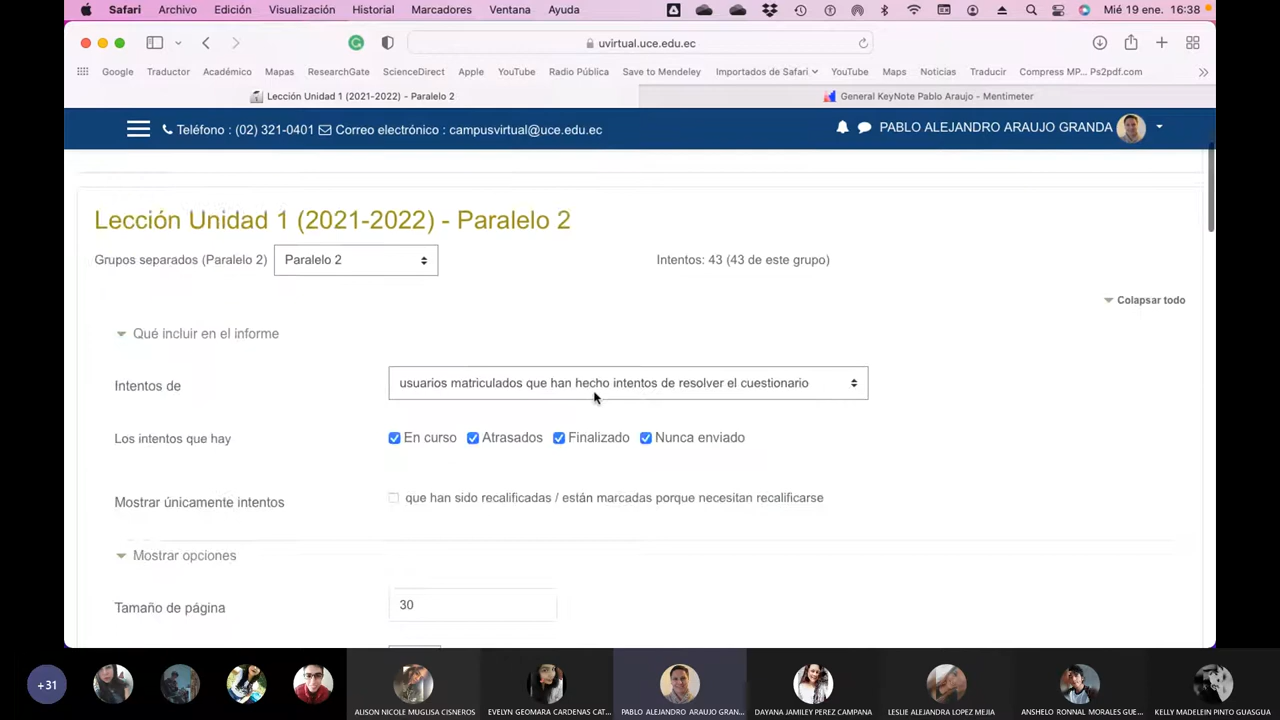 Safari Archivo Edición Visualización Historial Marcadores Ventana Ayuda Mié 19 ene. 16:38
uvirtual.uce.edu.ec
Google Traductor Académico Mapas ResearchGate ScienceDirect Apple YouTube Radio Pública Save to Mendeley Importados de Safari YouTube Maps Noticias Traducir Compress MP... Ps2pdf.com
Lección Unidad 1 (2021-2022) - Paralelo 2 General KeyNote Pablo Araujo - Mentimeter
Teléfono : (02) 321-0401 Correo electrónico : campusvirtual@uce.edu.ec PABLO ALEJANDRO ARAUJO GRANDA
Lección Unidad 1 (2021-2022) - Paralelo 2
Grupos separados (Paralelo 2) Paralelo 2 Intentos: 43 (43 de este grupo)
Colapsar todo
Qué incluir en el informe
Intentos de usuarios matriculados que han hecho intentos de resolver el cuestionario
Los intentos que hay En curso Atrasados Finalizado Nunca enviado
Mostrar únicamente intentos que han sido recalificadas / están marcadas porque necesitan recalificarse
Mostrar opciones
Tamaño de página 30
+31
ALISON NICOLE MUGLISA CISNEROS EVELYN GEOMARA CARDENAS CAT... PABLO ALEJANDRO ARAUJO GRAN... DAYANA JAMILEY PEREZ CAMPANA LESLIE ALEJANDRA LOPEZ MEJIA ANSHELO RONNAL MORALES GUE... KELLY MADELEIN PINTO GUASGUA